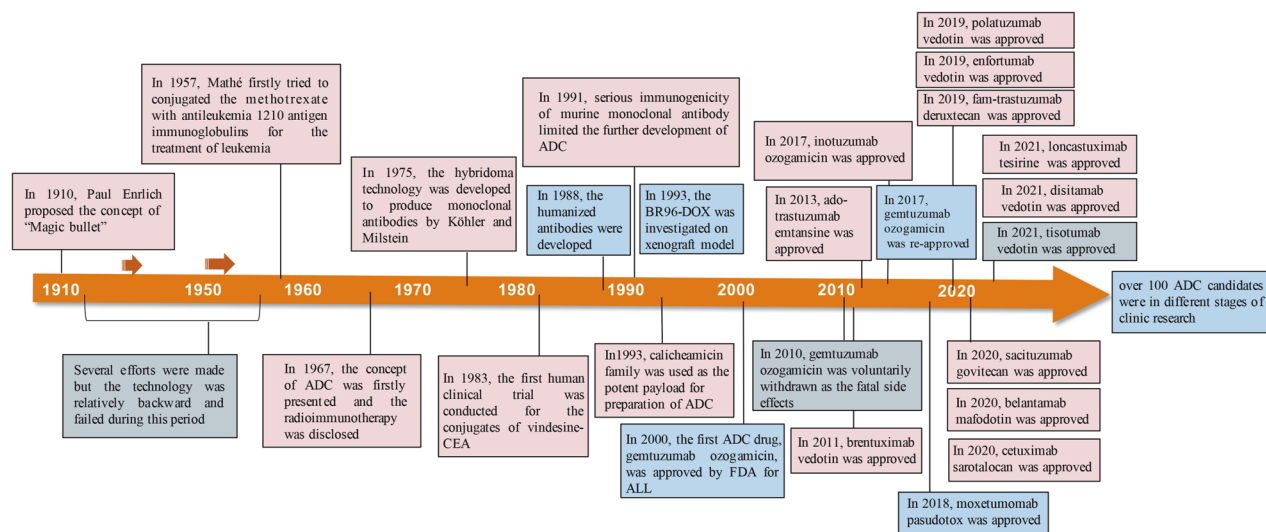 In 1910, Paul Enrlich
proposed the concept of
“Magic bullet”
In 1957, Mathé firstly tried to
conjugated the methotrexate
with antileukemia 1210 antigen
immunoglobulins for the
treatment of leukemia
In 1975, the hybridoma
technology was developed
to produce monoclonal
antibodies by Köhler and
Milstein
In 1991, serious immunogenicity
of murine monoclonal antibody
limited the further development of
ADC
In 1988, the
humanized
antibodies were
developed
In 1993, the
BR96-DOX was
investigated on
xenograft model
In 2017, inotuzumab
ozogamicin was approved
In 2013, ado-
trastuzumab
emtansine was
approved
In 2017,
gemtuzumab
ozogamicin
was re-approved
In 2019, polatuzumab
vedotin was approved
In 2019, enfortumab
vedotin was approved
In 2019, fam-trastuzumab
deruxtecan was approved
In 2021, loncastuximab
tesirine was approved
In 2021, disitamab
vedotin was approved
In 2021, tisotumab
vedotin was approved
1910 1950 1960 1970 1980 1990 2000 2010 2020
over 100 ADC candidates
were in different stages of
clinic research
Several efforts were made
but the technology was
relatively backward and
failed during this period
In 1967, the concept
of ADC was firstly
presented and the
radioimmunotherapy
was disclosed
In 1983, the first human
clinical trial was
conducted for the
conjugates of vindesine-
CEA
In1993, calicheamicin
family was used as the
potent payload for
preparation of ADC
In 2000, the first ADC drug,
gemtuzumab ozogamicin,
was approved by FDA for
ALL
In 2010, gemtuzumab
ozogamicin was voluntarily
withdrawn as the fatal side
effects
In 2011, brentuximab
vedotin was approved
In 2018, moxetumomab
pasudotox was approved
In 2020, sacituzumab
govitecan was approved
In 2020, belantamab
mafodotin was approved
In 2020, cetuximab
sarotalocan was approved